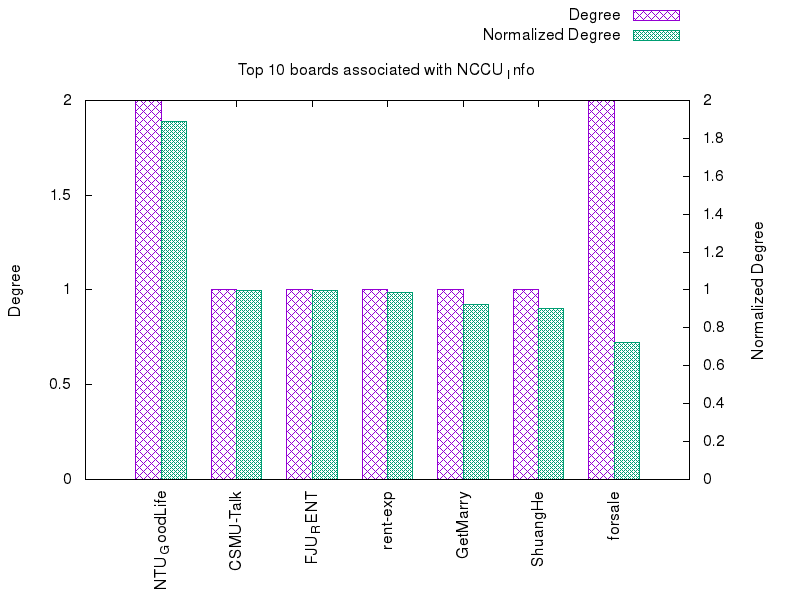 Degree
Normalized Degree
Top 10 boards associated with NCCU_Info
2
1.5
1
0.5
0
2
1.8
1.6
1.4
1.2
1
0.8
0.6
0.4
0.2
0
Degree
Normalized Degree
NTU_GoodLife
CSMU-Talk
FJU_RENT
rent-exp
GetMarry
ShuangHe
forsale